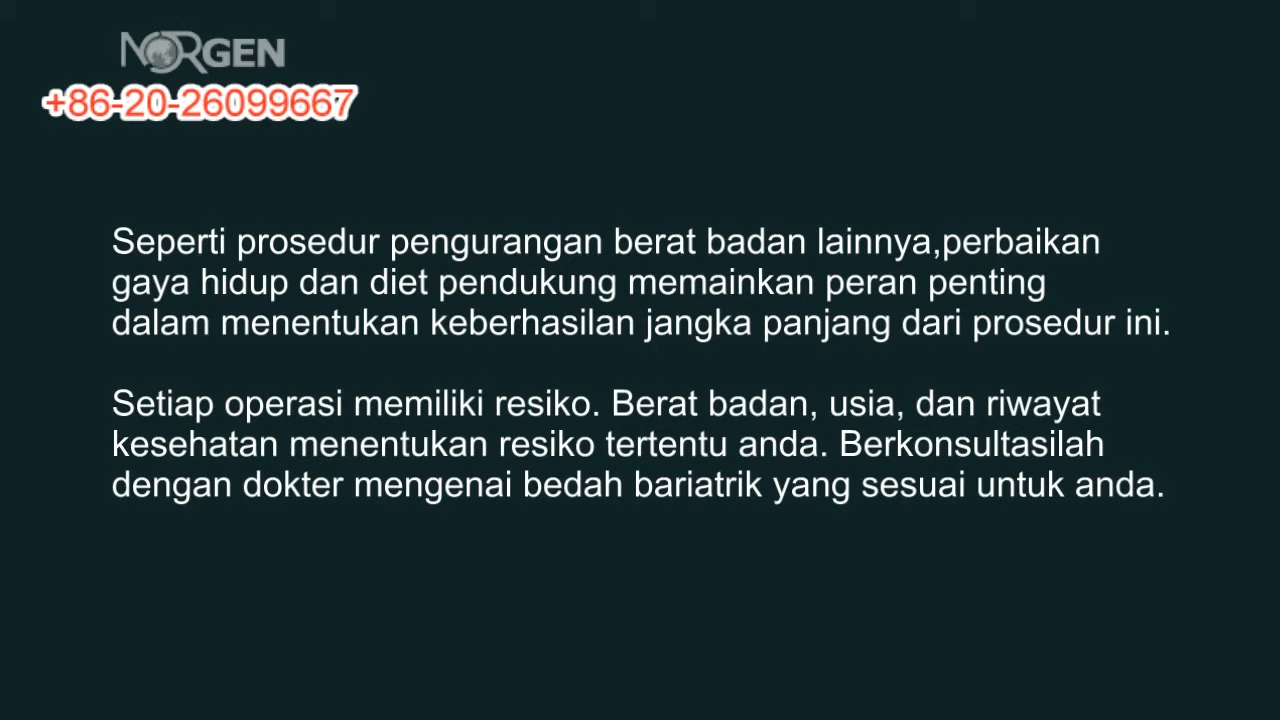 NORGEN
+86-20-26099667
Seperti prosedur pengurangan berat badan lainnya,perbaikan
gaya hidup dan diet pendukung memainkan peran penting
dalam menentukan keberhasilan jangka panjang dari prosedur ini.
Setiap operasi memiliki resiko. Berat badan, usia, dan riwayat
kesehatan menentukan resiko tertentu anda. Berkonsultasilah
dengan dokter mengenai bedah bariatrik yang sesuai untuk anda.